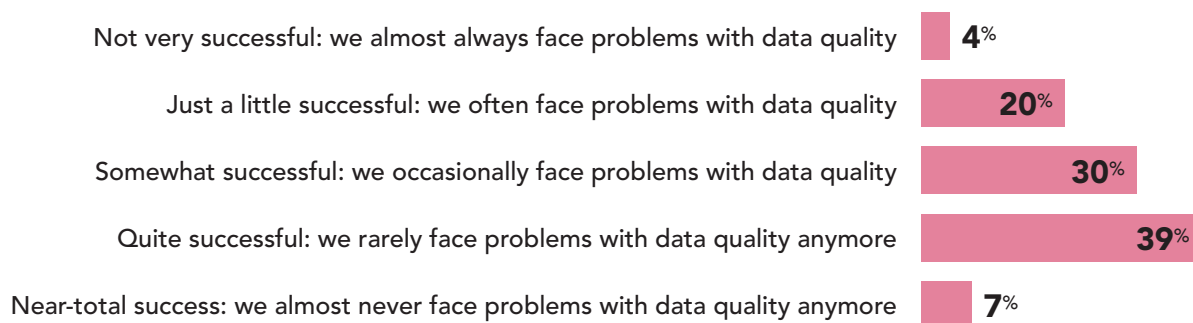 Not very successful: we almost always face problems with data quality 4%
Just a little successful: we often face problems with data quality 20%
Somewhat successful: we occasionally face problems with data quality 30%
Quite successful: we rarely face problems with data quality anymore 39%
Near-total success: we almost never face problems with data quality anymore 7%